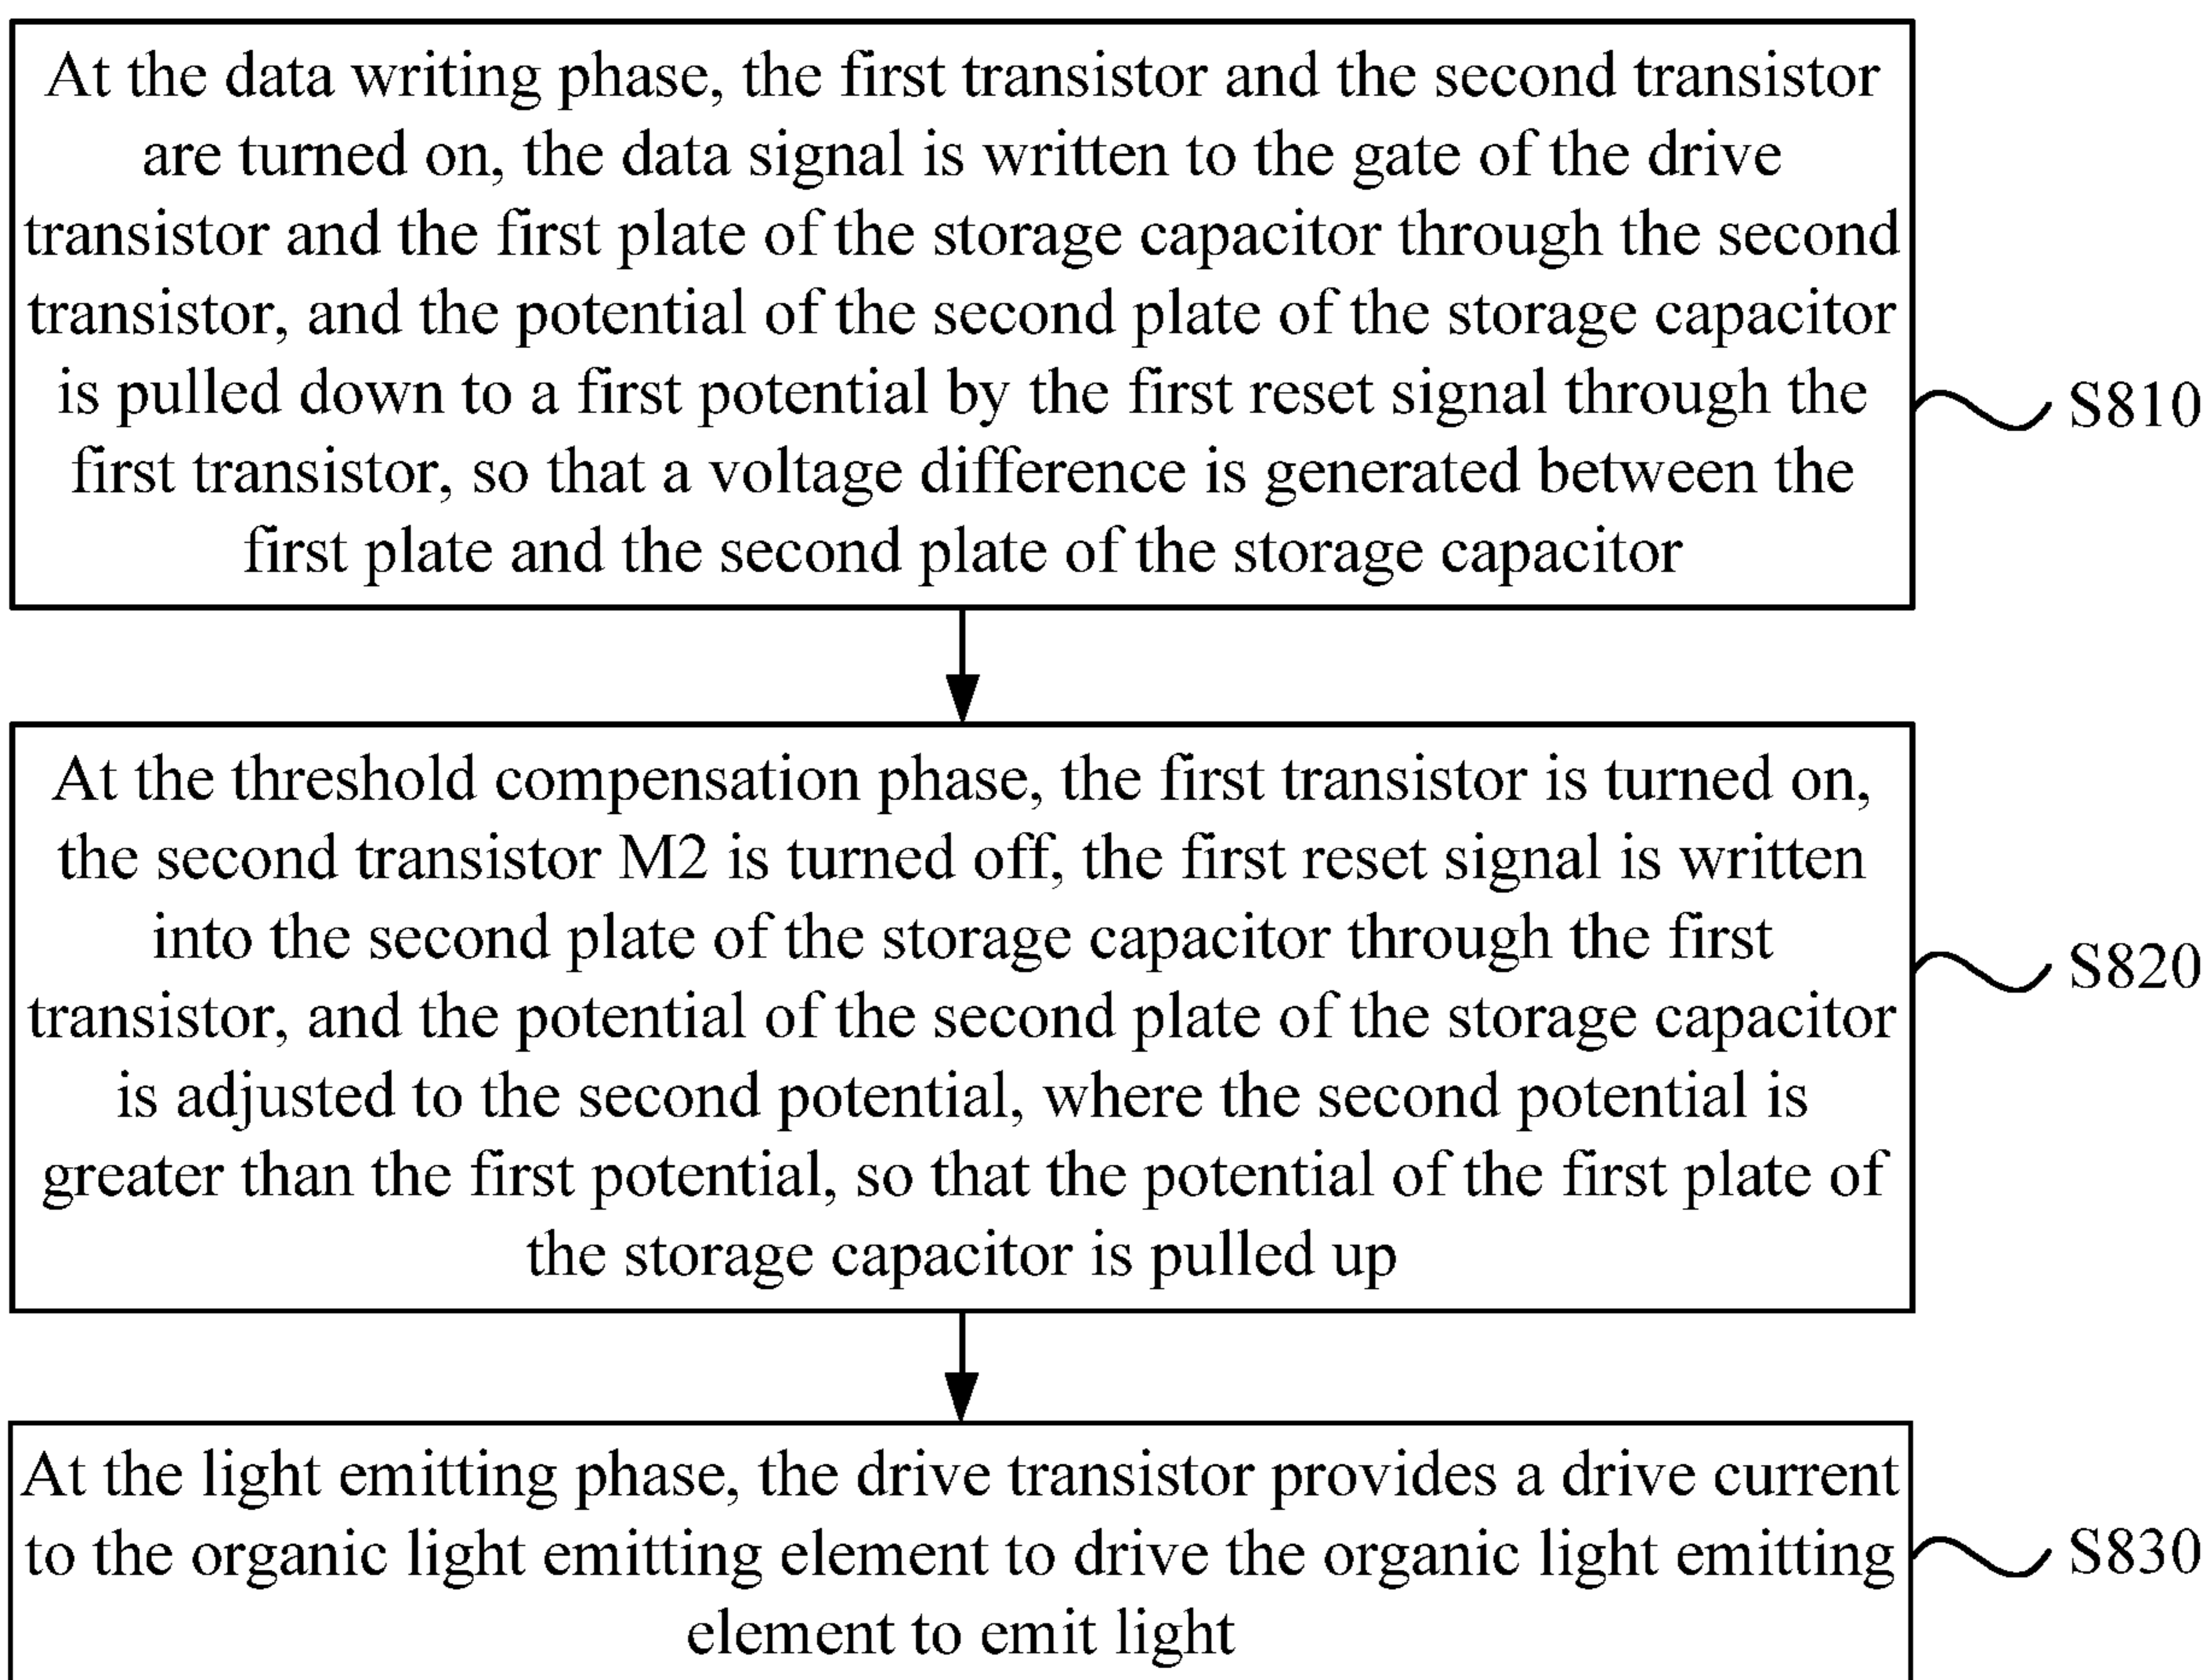 At the data writing phase, the first transistor and the second transistor
are turned on, the data signal is written to the gate of the drive
transistor and the first plate of the storage capacitor through the second
transistor, and the potential of the second plate of the storage capacitor
is pulled down to a first potential by the first reset signal through the
first transistor, so that a voltage difference is generated between the
first plate and the second plate of the storage capacitor
S810
At the threshold compensation phase, the first transistor is turned on,
the second transistor M2 is turned off, the first reset signal is written
into the second plate of the storage capacitor through the first
transistor, and the potential of the second plate of the storage capacitor
is adjusted to the second potential, where the second potential is
greater than the first potential, so that the potential of the first plate of
the storage capacitor is pulled up
S820
At the light emitting phase, the drive transistor provides a drive current
to the organic light emitting element to drive the organic light emitting
element to emit light
S830